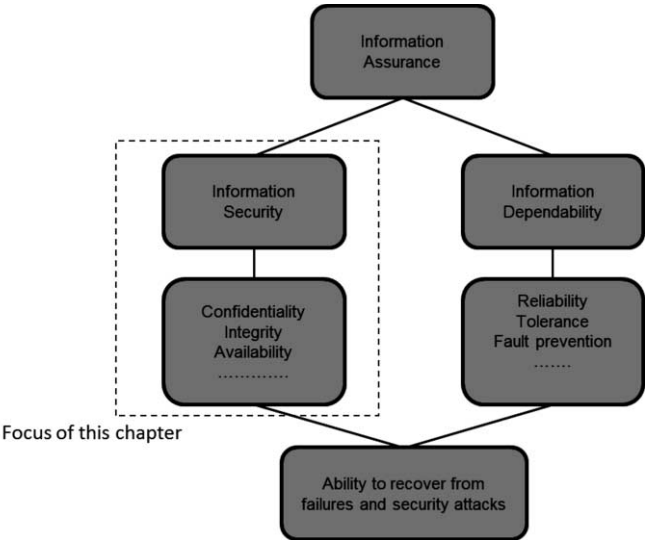 Information
Assurance
Information
Security
Information
Dependability
Confidentiality
Integrity
Availability
.............
Reliability
Tolerance
Fault prevention
.......
Focus of this chapter
Ability to recover from
failures and security attacks